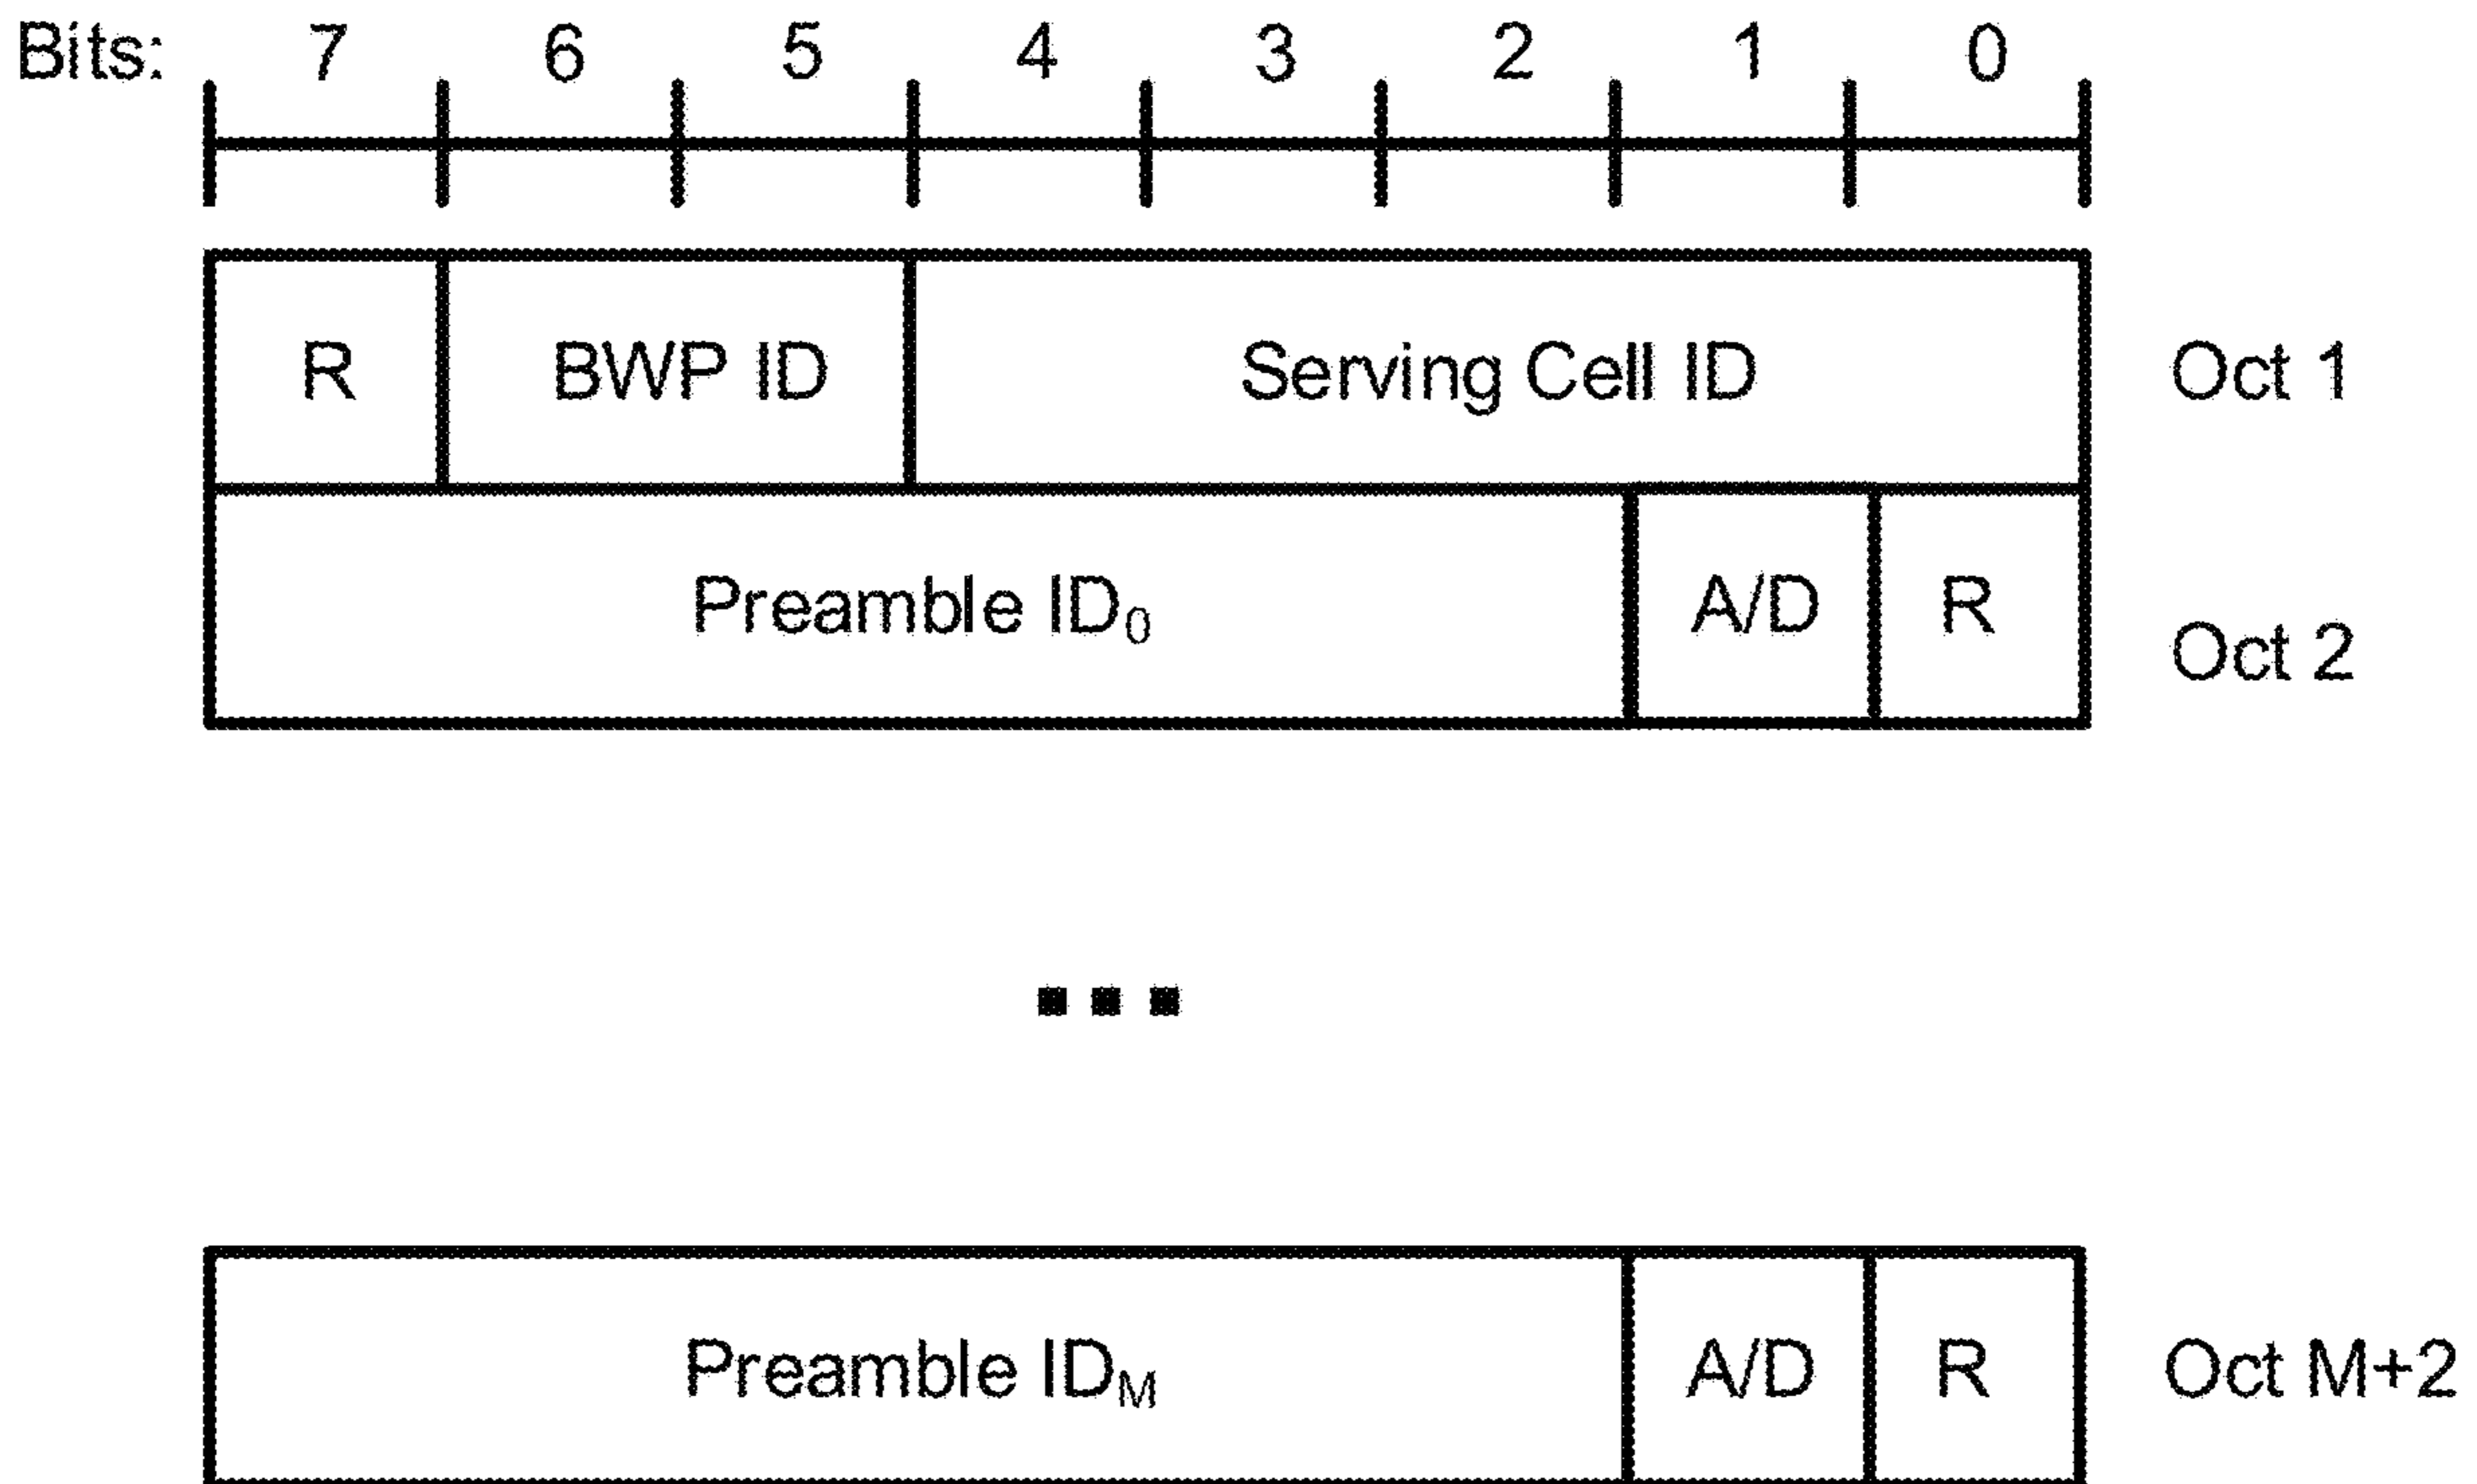 Bits: 7 6 5 4 3 2 1 0
R BWP ID Serving Cell ID Oct 1
Preamble ID₀ A/D R Oct 2
...
Preamble ID_M A/D R Oct M+2